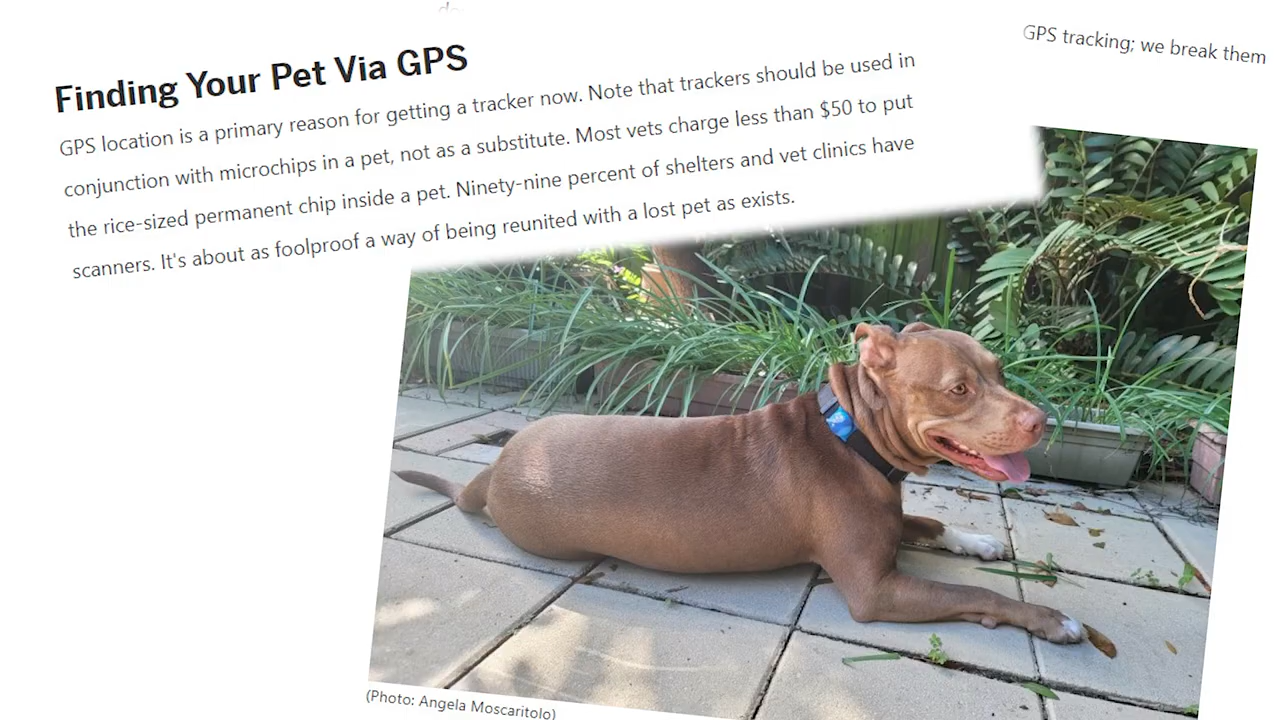 Finding Your Pet Via GPS
GPS location is a primary reason for getting a tracker now. Note that trackers should be used in
conjunction with microchips in a pet, not as a substitute. Most vets charge less than $50 to put
the rice-sized permanent chip inside a pet. Ninety-nine percent of shelters and vet clinics have
scanners. It's about as foolproof a way of being reunited with a lost pet as exists.
GPS tracking; we break them
(Photo: Angela Moscaritolo)